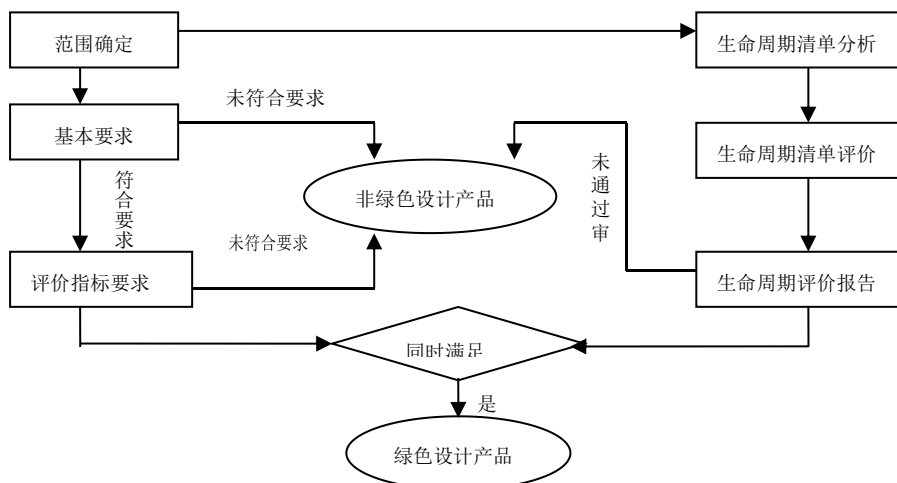 范围确定
生命周期清单分析
未符合要求
基本要求
生命周期清单评价
符合要求
非绿色设计产品
未通过审
未符合要求
评价指标要求
生命周期评价报告
同时满足
是
绿色设计产品